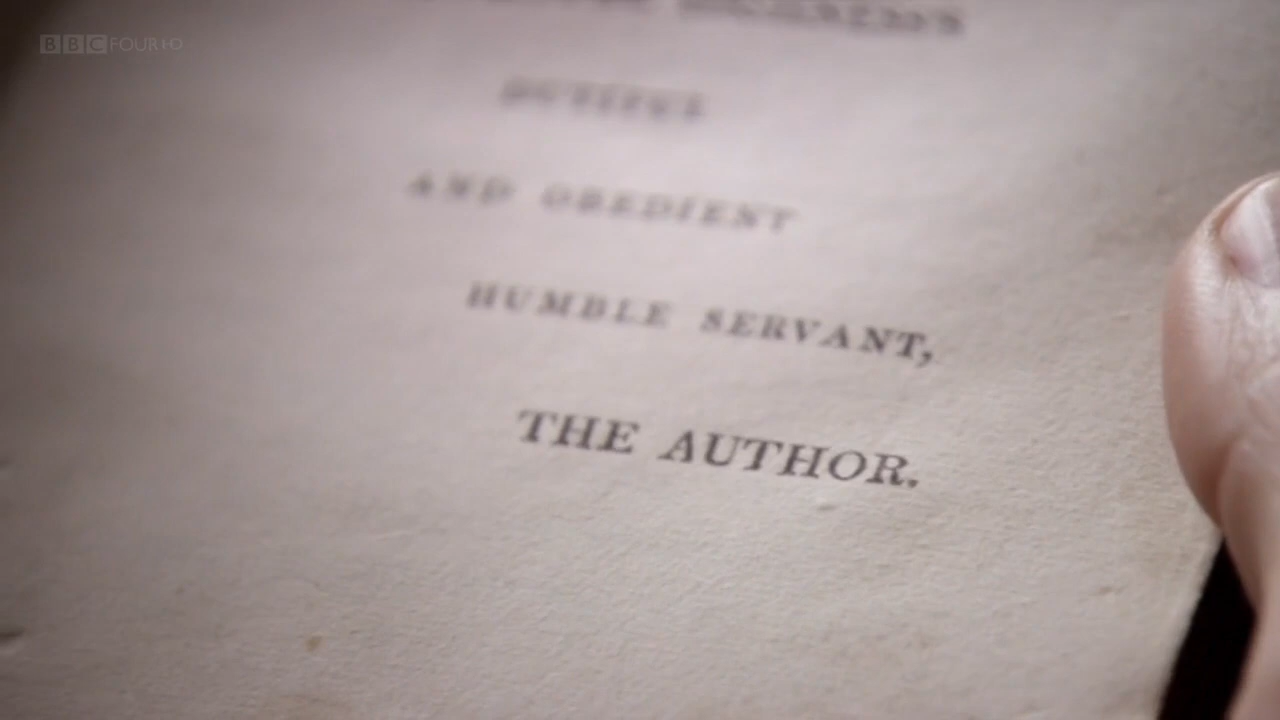 BBC FOUR HD
DUTIFUL
AND OBEDIENT
HUMBLE SERVANT,
THE AUTHOR.